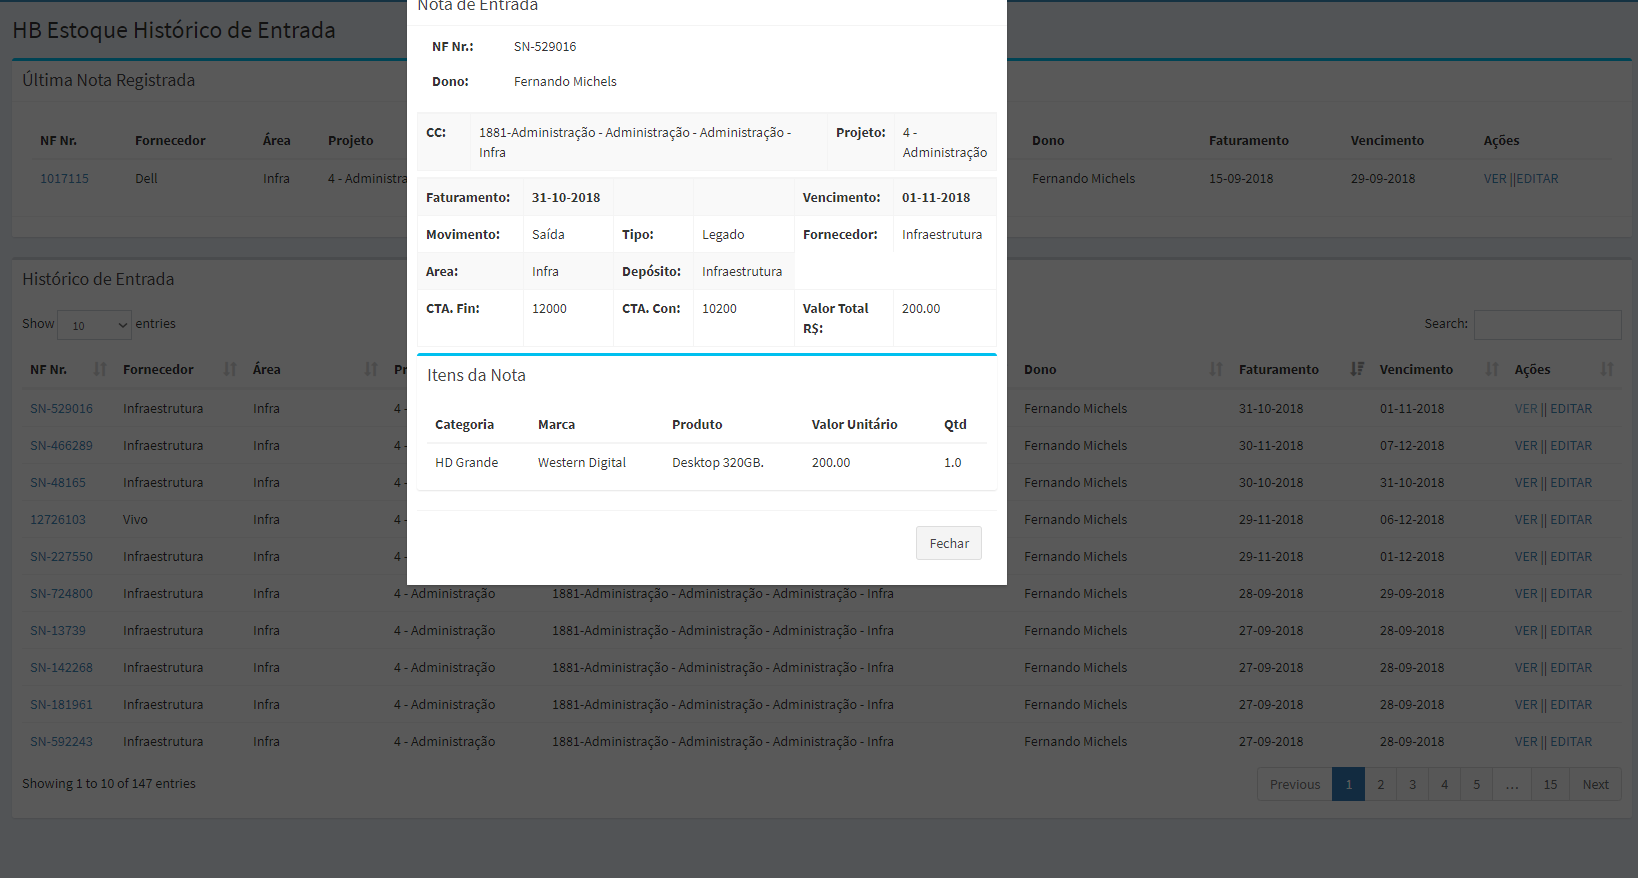 Nota de Entrada
HB Estoque Histórico de Entrada
NF Nr.: SN-529016
Dono: Fernando Michels
Última Nota Registrada
CC: 1881-Administração - Administração - Administração - Infra Projeto: 4 - Administração
NF Nr. Fornecedor Área Projeto Dono Faturamento Vencimento Ações
1017115 Dell Infra 4 - Administra Fernando Michels 15-09-2018 29-09-2018 VER ||EDITAR
Faturamento: 31-10-2018 Vencimento: 01-11-2018
Movimento: Saída Tipo: Legado Fornecedor: Infraestrutura
Area: Infra Depósito: Infraestrutura
CTA. Fin: 12000 CTA. Con: 10200 Valor Total R$: 200.00
Itens da Nota
Categoria Marca Produto Valor Unitário Qtd
HD Grande Western Digital Desktop 320GB. 200.00 1.0
Fechar
Histórico de Entrada
Show 10 entries Search:
NF Nr. Fornecedor Área Pr Dono Faturamento Vencimento Ações
SN-529016 Infraestrutura Infra 4 - Fernando Michels 31-10-2018 01-11-2018 VER || EDITAR
SN-466289 Infraestrutura Infra 4 - Fernando Michels 30-11-2018 07-12-2018 VER || EDITAR
SN-48165 Infraestrutura Infra 4 - Fernando Michels 30-10-2018 31-10-2018 VER || EDITAR
12726103 Vivo Infra 4 - Fernando Michels 29-11-2018 06-12-2018 VER || EDITAR
SN-227550 Infraestrutura Infra 4 - Fernando Michels 29-11-2018 01-12-2018 VER || EDITAR
SN-724800 Infraestrutura Infra 4 - Administração 1881-Administração - Administração - Administração - Infra Fernando Michels 28-09-2018 29-09-2018 VER || EDITAR
SN-13739 Infraestrutura Infra 4 - Administração 1881-Administração - Administração - Administração - Infra Fernando Michels 27-09-2018 28-09-2018 VER || EDITAR
SN-142268 Infraestrutura Infra 4 - Administração 1881-Administração - Administração - Administração - Infra Fernando Michels 27-09-2018 28-09-2018 VER || EDITAR
SN-181961 Infraestrutura Infra 4 - Administração 1881-Administração - Administração - Administração - Infra Fernando Michels 27-09-2018 28-09-2018 VER || EDITAR
SN-592243 Infraestrutura Infra 4 - Administração 1881-Administração - Administração - Administração - Infra Fernando Michels 27-09-2018 28-09-2018 VER || EDITAR
Showing 1 to 10 of 147 entries Previous 1 2 3 4 5 … 15 Next